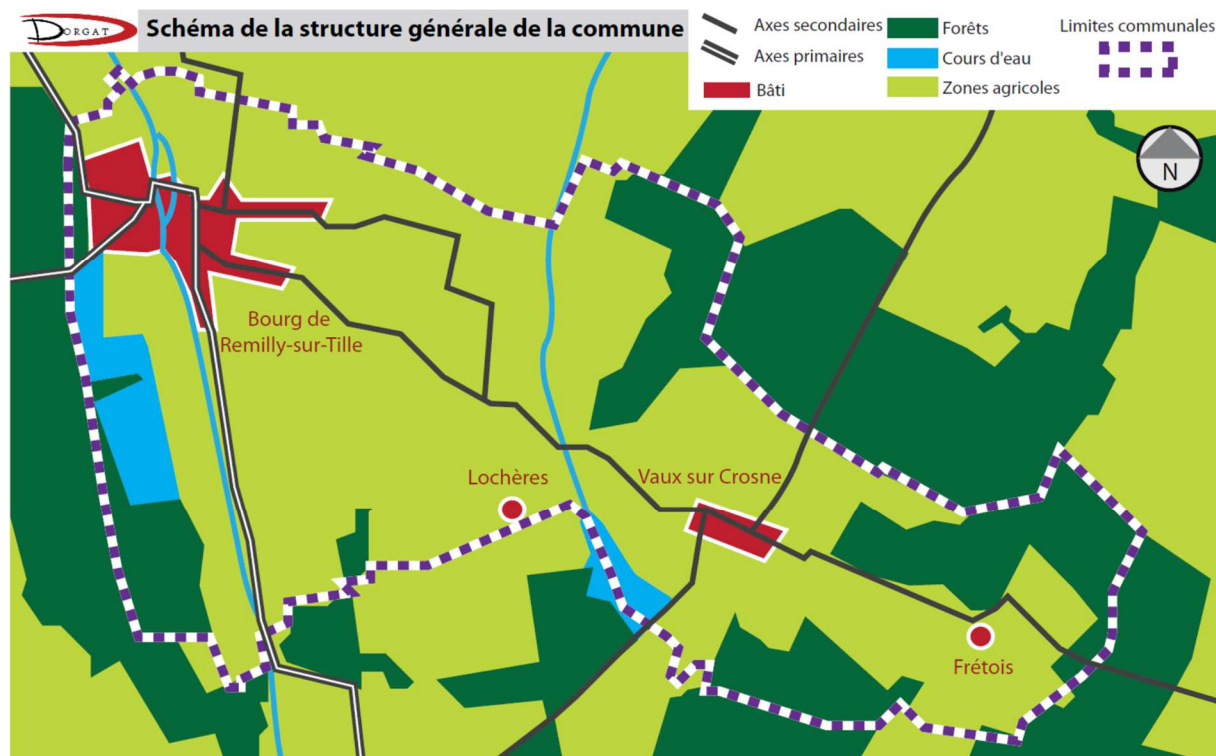 DORGAT
Schéma de la structure générale de la commune
Axes secondaires
Axes primaires
Bâti
Forêts
Cours d'eau
Zones agricoles
Limites communales
N
Bourg de
Remilly-sur-Tille
Lochères
Vaux sur Crosne
Frétois